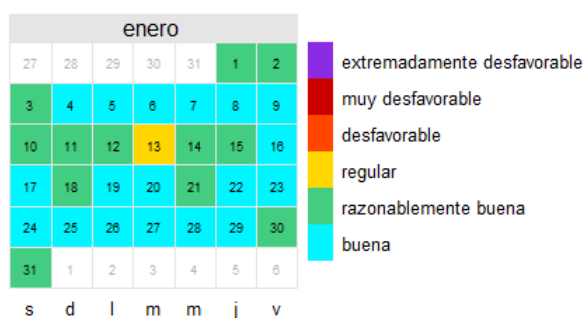 enero
27 28 29 30 31 1 2
3 4 5 6 7 8 9
10 11 12 13 14 15 16
17 18 19 20 21 22 23
24 25 26 27 28 29 30
31 1 2 3 4 5 6
s d l m m j v
extremadamente desfavorable
muy desfavorable
desfavorable
regular
razonablemente buena
buena